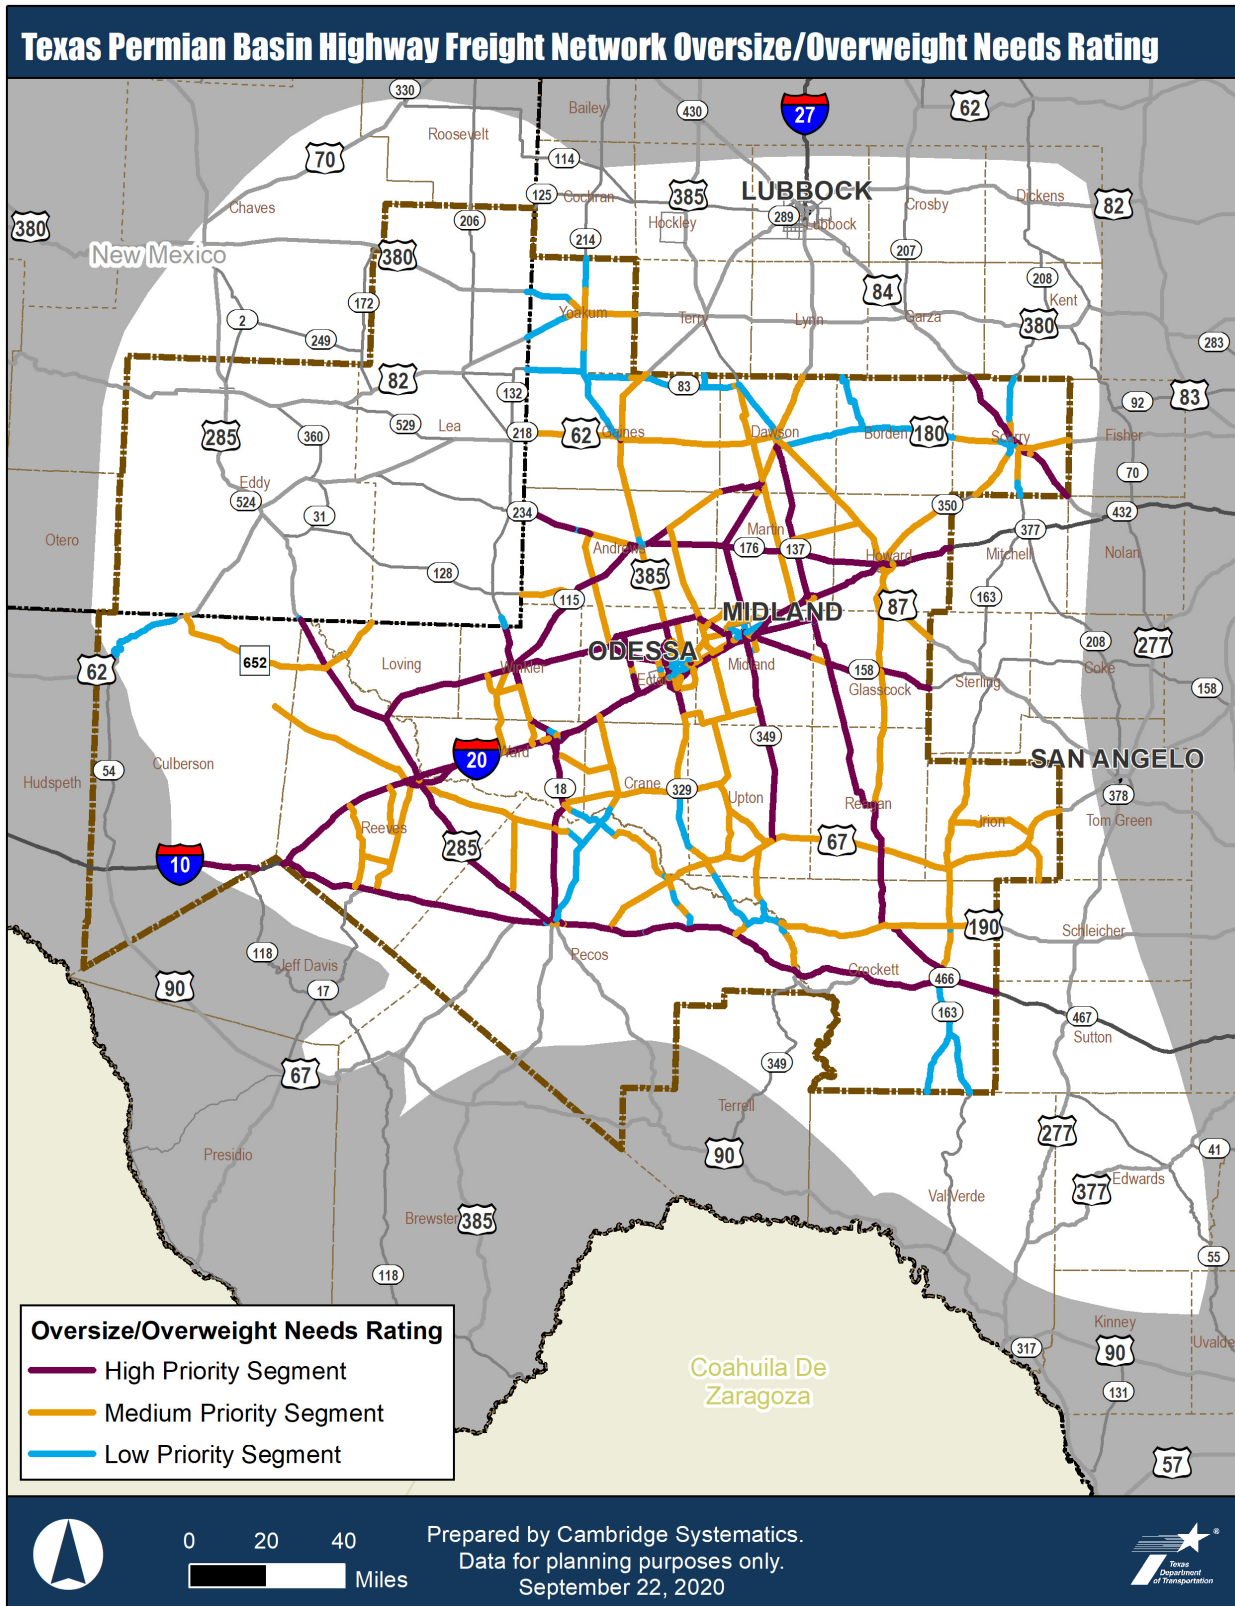 Texas Permian Basin Highway Freight Network Oversize/Overweight Needs Rating
330
Bailey
430
27
62
Roosevelt
70
114
125
Cochran
385
LUBBOCK
Dickens
82
Chaves
206
Hockley
289
Lubbock
Crosby
380
New Mexico
380
214
207
208
84
Kent
172
2
Yoakum
Terry
Lynn
Garza
380
249
283
82
132
83
92
83
529
Lea
285
360
218
62
Gaines
Dawson
Borden
180
Scurry
Fisher
70
Eddy
524
31
234
350
432
Otero
Martin
377
Andrews
176
137
Howard
Mitchell
Nolan
128
385
115
163
87
MIDLAND
208
277
62
652
Loving
Winkler
ODESSA
Ector
Midland
158
Glasscock
Sterling
Coke
158
349
20
Ward
SAN ANGELO
Hudspeth
54
Culberson
18
Crane
329
Upton
Reagan
378
Reeves
285
67
Irion
Tom Green
10
190
Schleicher
118
Jeff Davis
Pecos
90
17
Crockett
466
163
467
Sutton
67
349
Terrell
277
Presidio
90
41
Val Verde
377
Edwards
Brewster
385
118
55
Oversize/Overweight Needs Rating
High Priority Segment
Medium Priority Segment
Low Priority Segment
Coahuila De
Zaragoza
Kinney
317
90
Uvalde
131
57
0 20 40
Miles
Prepared by Cambridge Systematics.
Data for planning purposes only.
September 22, 2020
®
Texas
Department
of Transportation